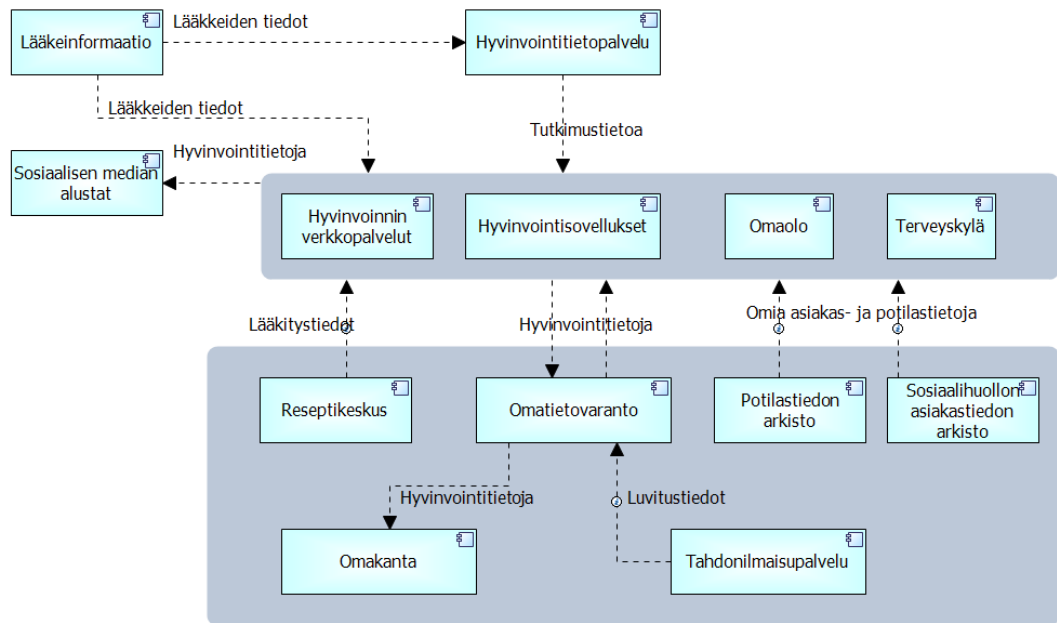 Lääkeinformaatio
Lääkkeiden tiedot
Hyvinvointitietopalvelu
Lääkkeiden tiedot
Tutkimustietoa
Sosiaalisen median
alustat
Hyvinvointitietoja
Hyvinvoinnin
verkkopalvelut
Hyvinvointisovellukset
Omaolo
Terveyskylä
Lääkitystiedot
Hyvinvointitietoja
Omia asiakas- ja potilastietoja
Reseptikeskus
Omatietovaranto
Potilastiedon
arkisto
Sosiaalihuollon
asiakastiedon
arkisto
Hyvinvointitietoja
Luvitustiedot
Omakanta
Tahdonilmaisupalvelu